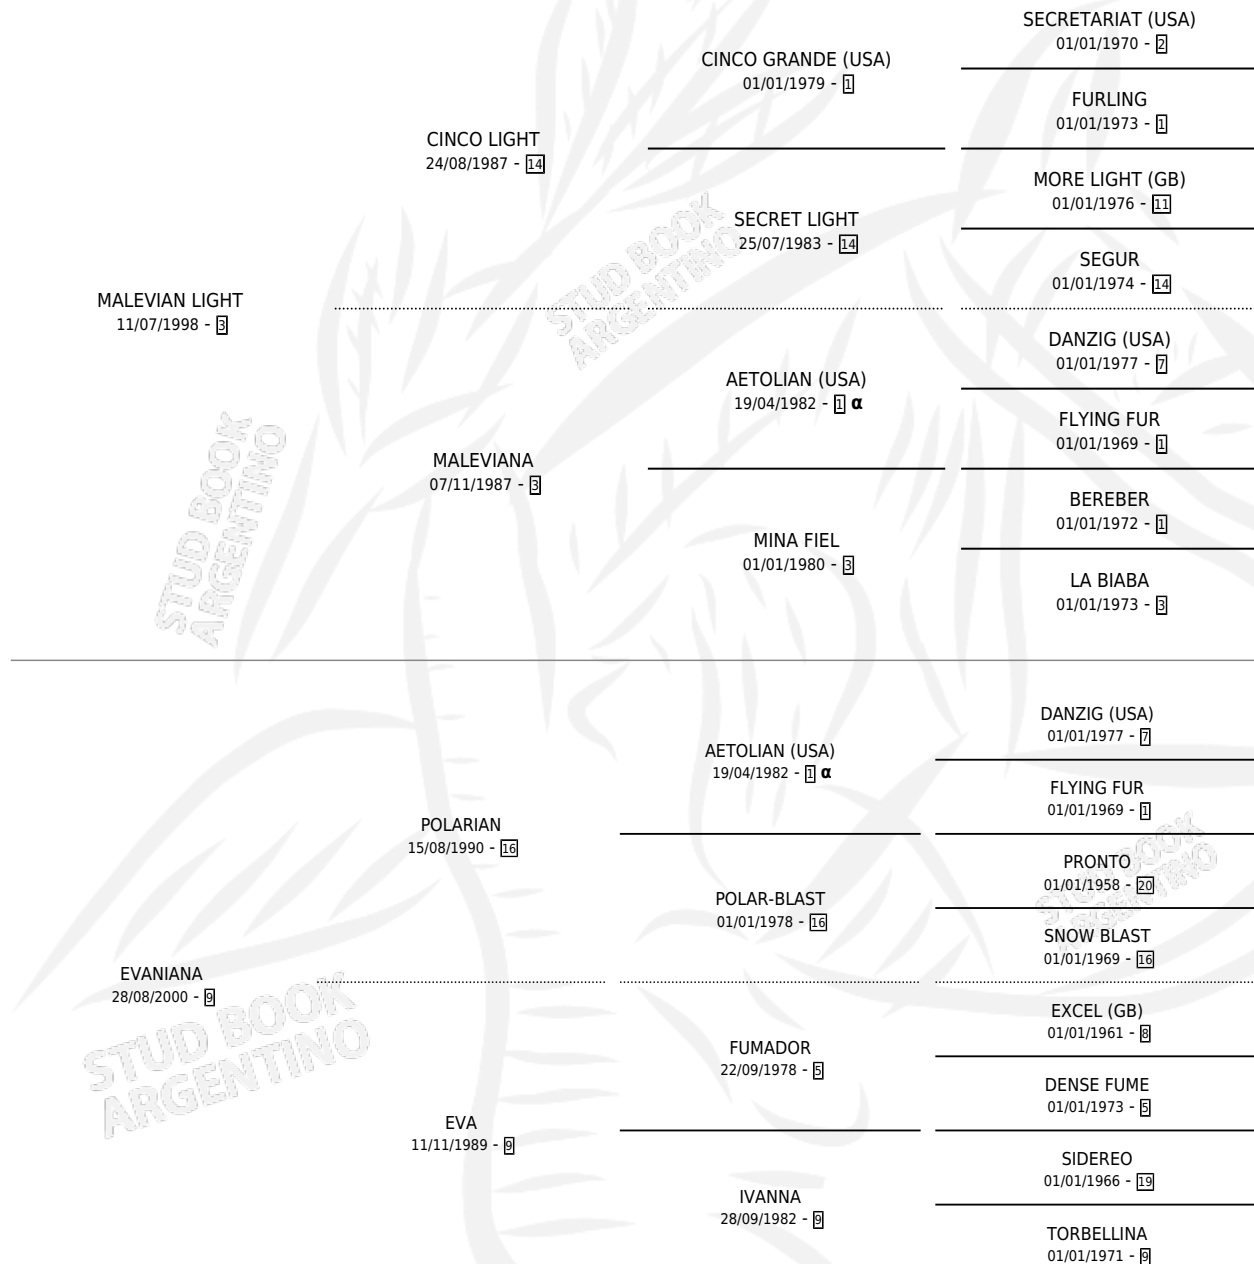 SECRETARIAT (USA)
01/01/1970 - 2
CINCO GRANDE (USA)
01/01/1979 - 1
FURLING
01/01/1973 - 1
CINCO LIGHT
24/08/1987 - 14
MORE LIGHT (GB)
01/01/1976 - 11
SECRET LIGHT
25/07/1983 - 14
SEGUR
01/01/1974 - 14
MALEVIAN LIGHT
11/07/1998 - 3
STUD BOOK
ARGENTINO
DANZIG (USA)
01/01/1977 - 7
AETOLIAN (USA)
19/04/1982 - 1 α
FLYING FUR
01/01/1969 - 1
MALEVIANA
07/11/1987 - 3
BEREBER
01/01/1972 - 1
MINA FIEL
01/01/1980 - 3
LA BIABA
01/01/1973 - 3
STUD BOOK
ARGENTINO
DANZIG (USA)
01/01/1977 - 7
AETOLIAN (USA)
19/04/1982 - 1 α
FLYING FUR
01/01/1969 - 1
POLARIAN
15/08/1990 - 16
PRONTO
01/01/1958 - 20
POLAR-BLAST
01/01/1978 - 16
SNOW BLAST
01/01/1969 - 16
STUD BOOK
ARGENTINO
EVANIANA
28/08/2000 - 9
STUD BOOK
ARGENTINO
EXCEL (GB)
01/01/1961 - 8
FUMADOR
22/09/1978 - 5
DENSE FUME
01/01/1973 - 5
EVA
11/11/1989 - 9
SIDEREO
01/01/1966 - 19
IVANNA
28/09/1982 - 9
TORBELLINA
01/01/1971 - 9